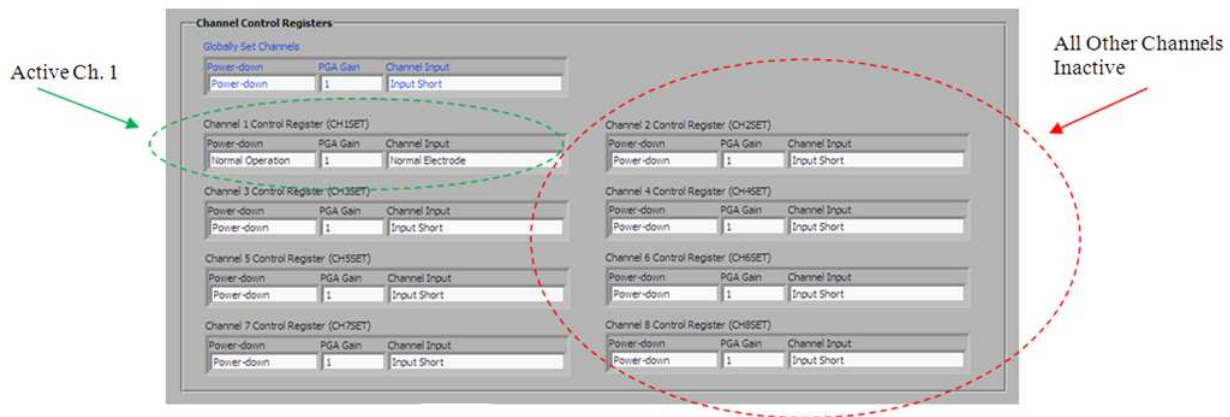 Channel Control Registers
Globally Set Channels
Power-down PGA Gain Channel Input
Power-down 1 Input Short
Active Ch. 1
All Other Channels
Inactive
Channel 1 Control Register (CH1SET)
Power-down PGA Gain Channel Input
Normal Operation 1 Normal Electrode
Channel 2 Control Register (CH2SET)
Power-down PGA Gain Channel Input
Power-down 1 Input Short
Channel 3 Control Register (CH3SET)
Power-down PGA Gain Channel Input
Power-down 1 Input Short
Channel 4 Control Register (CH4SET)
Power-down PGA Gain Channel Input
Power-down 1 Input Short
Channel 5 Control Register (CH5SET)
Power-down PGA Gain Channel Input
Power-down 1 Input Short
Channel 6 Control Register (CH6SET)
Power-down PGA Gain Channel Input
Power-down 1 Input Short
Channel 7 Control Register (CH7SET)
Power-down PGA Gain Channel Input
Power-down 1 Input Short
Channel 8 Control Register (CH8SET)
Power-down PGA Gain Channel Input
Power-down 1 Input Short